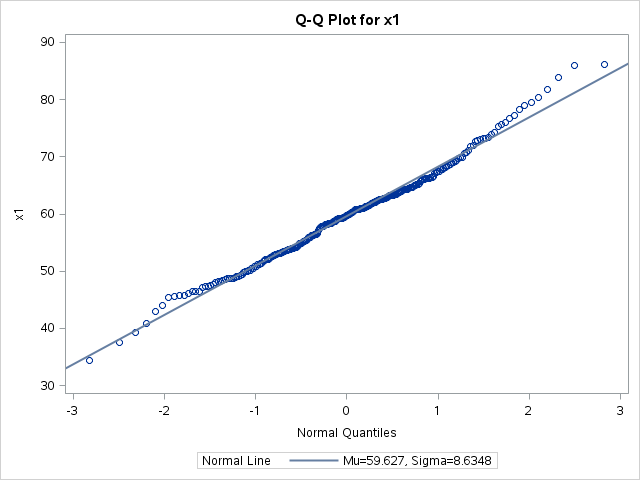 Q-Q Plot for x1
90
80
70
60
50
40
30
x1
-3 -2 -1 0 1 2 3
Normal Quantiles
Normal Line Mu=59.627, Sigma=8.6348